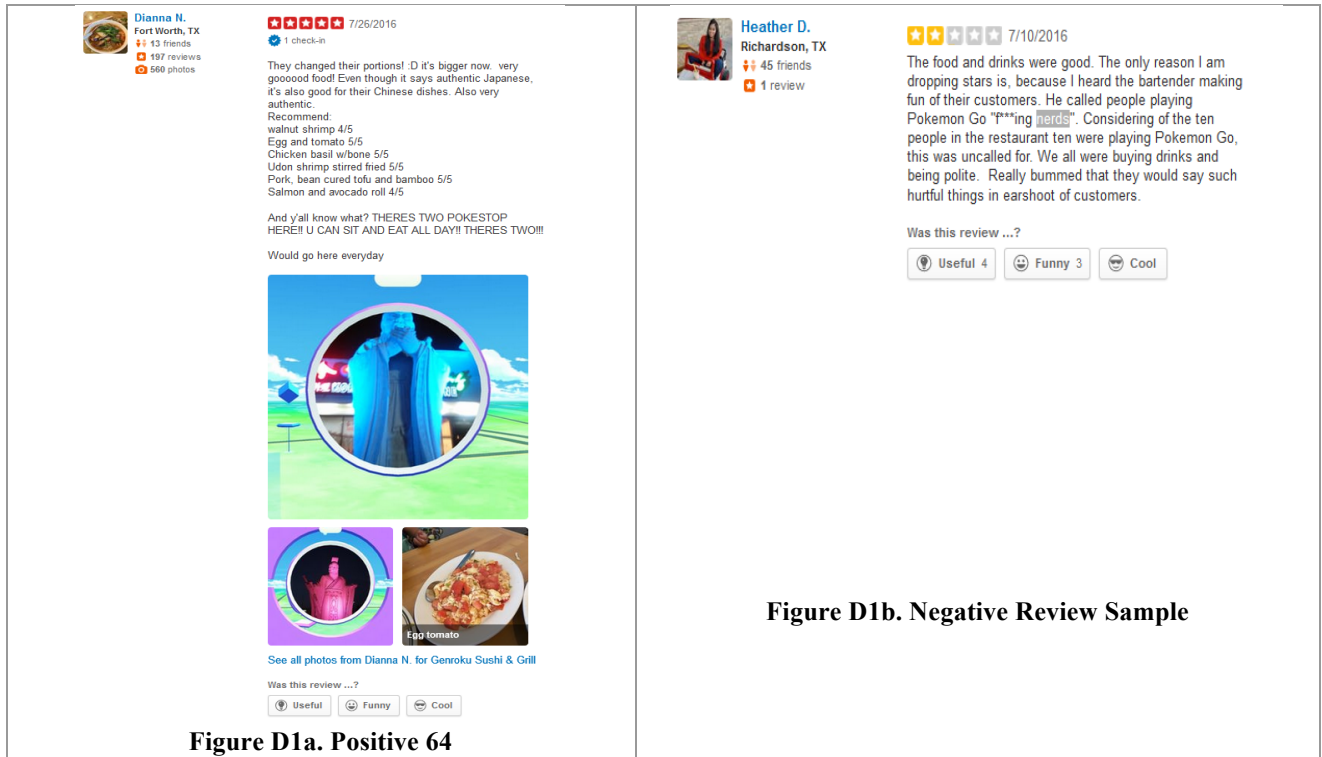 Dianna N.
Fort Worth, TX
13 friends
197 reviews
560 photos
7/26/2016
1 check-in
They changed their portions! :D it's bigger now. very
goooood food! Even though it says authentic Japanese,
it's also good for their Chinese dishes. Also very
authentic.
Recommend:
walnut shrimp 4/5
Egg and tomato 5/5
Chicken basil w/bone 5/5
Udon shrimp stirred fried 5/5
Pork, bean cured tofu and bamboo 5/5
Salmon and avocado roll 4/5
And y'all know what? THERES TWO POKESTOP
HERE!! U CAN SIT AND EAT ALL DAY!! THERES TWO!!!
Would go here everyday
Egg tomato
See all photos from Dianna N. for Genroku Sushi & Grill
Was this review ...?
Useful Funny Cool
Figure D1a. Positive 64
Heather D.
Richardson, TX
45 friends
1 review
7/10/2016
The food and drinks were good. The only reason I am
dropping stars is, because I heard the bartender making
fun of their customers. He called people playing
Pokemon Go "f***ing nerds". Considering of the ten
people in the restaurant ten were playing Pokemon Go,
this was uncalled for. We all were buying drinks and
being polite. Really bummed that they would say such
hurtful things in earshot of customers.
Was this review ...?
Useful 4 Funny 3 Cool
Figure D1b. Negative Review Sample